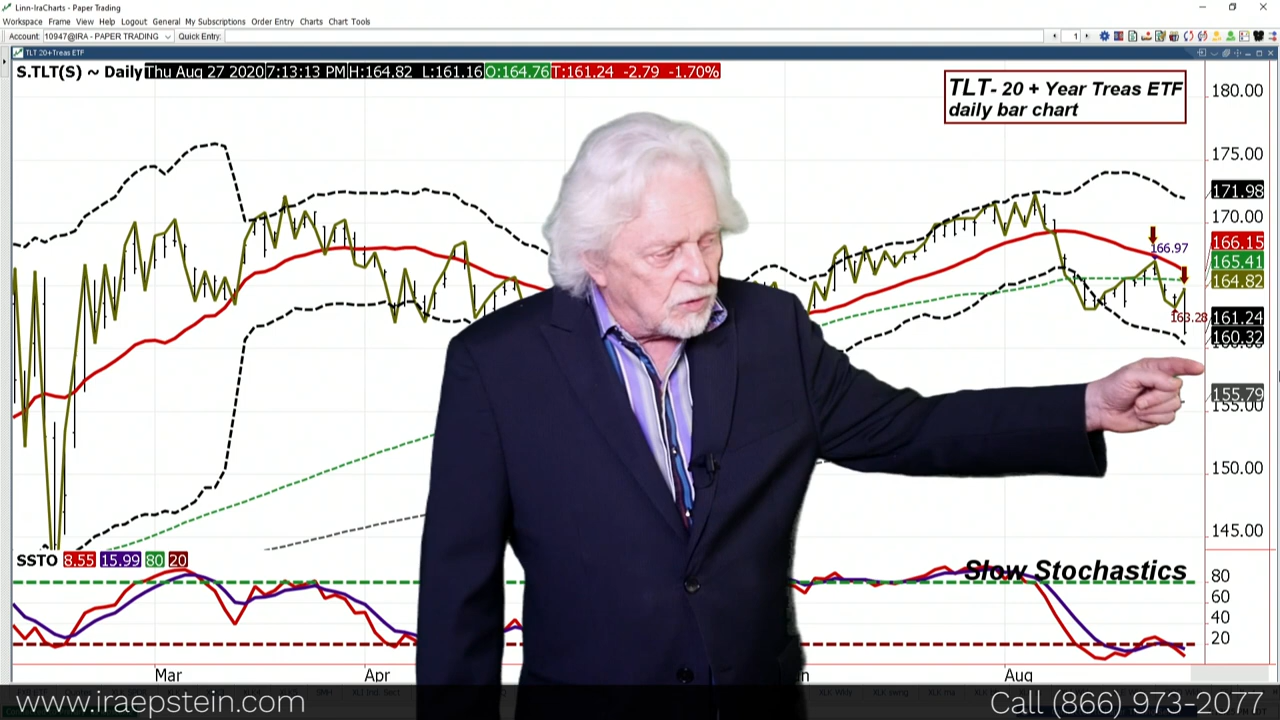 Linn-IraCharts - Paper Trading
Workspace Frame View Help Logout General My Subscriptions Order Entry Charts Chart Tools
Account: 10947@IRA - PAPER TRADING Quick Entry: 1
TLT 20+Treas ETF
S.TLT(S) ~ Daily Thu Aug 27 2020 7:13:13 PM H:164.82 L:161.16 O:164.76 T:161.24 -2.79 -1.70%
TLT- 20 + Year Treas ETF
daily bar chart
180.00
175.00
171.98
170.00
166.97
166.15
165.41
164.82
163.28
161.24
160.32
155.79
155.00
150.00
145.00
SSTO 8.55 15.99 80 20
Slow Stochastics
80
60
40
20
Mar Apr Aug
www.iraepstein.com Call (866) 973-2077